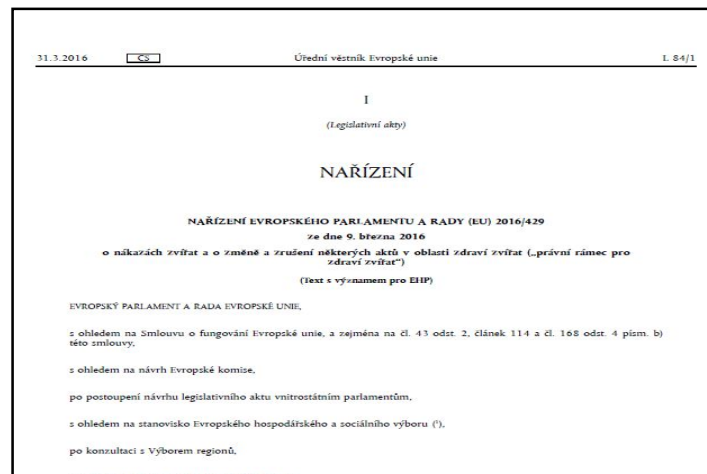 31.3.2016 CS Úřední věstník Evropské unie L 84/1
I
(Legislativní akty)
NAŘÍZENÍ
NAŘÍZENÍ EVROPSKÉHO PARLAMENTU A RADY (EU) 2016/429
ze dne 9. března 2016
o nákazách zvířat a o změně a zrušení některých aktů v oblasti zdraví zvířat („právní rámec pro
zdraví zvířat“)
(Text s významem pro EHP)
EVROPSKÝ PARLAMENT A RADA EVROPSKÉ UNIE,
s ohledem na Smlouvu o fungování Evropské unie, a zejména na čl. 43 odst. 2, článek 114 a čl. 168 odst. 4 písm. b)
této smlouvy,
s ohledem na návrh Evropské komise,
po postoupení návrhu legislativního aktu vnitrostátním parlamentům,
s ohledem na stanovisko Evropského hospodářského a sociálního výboru (¹),
po konzultaci s Výborem regionů,